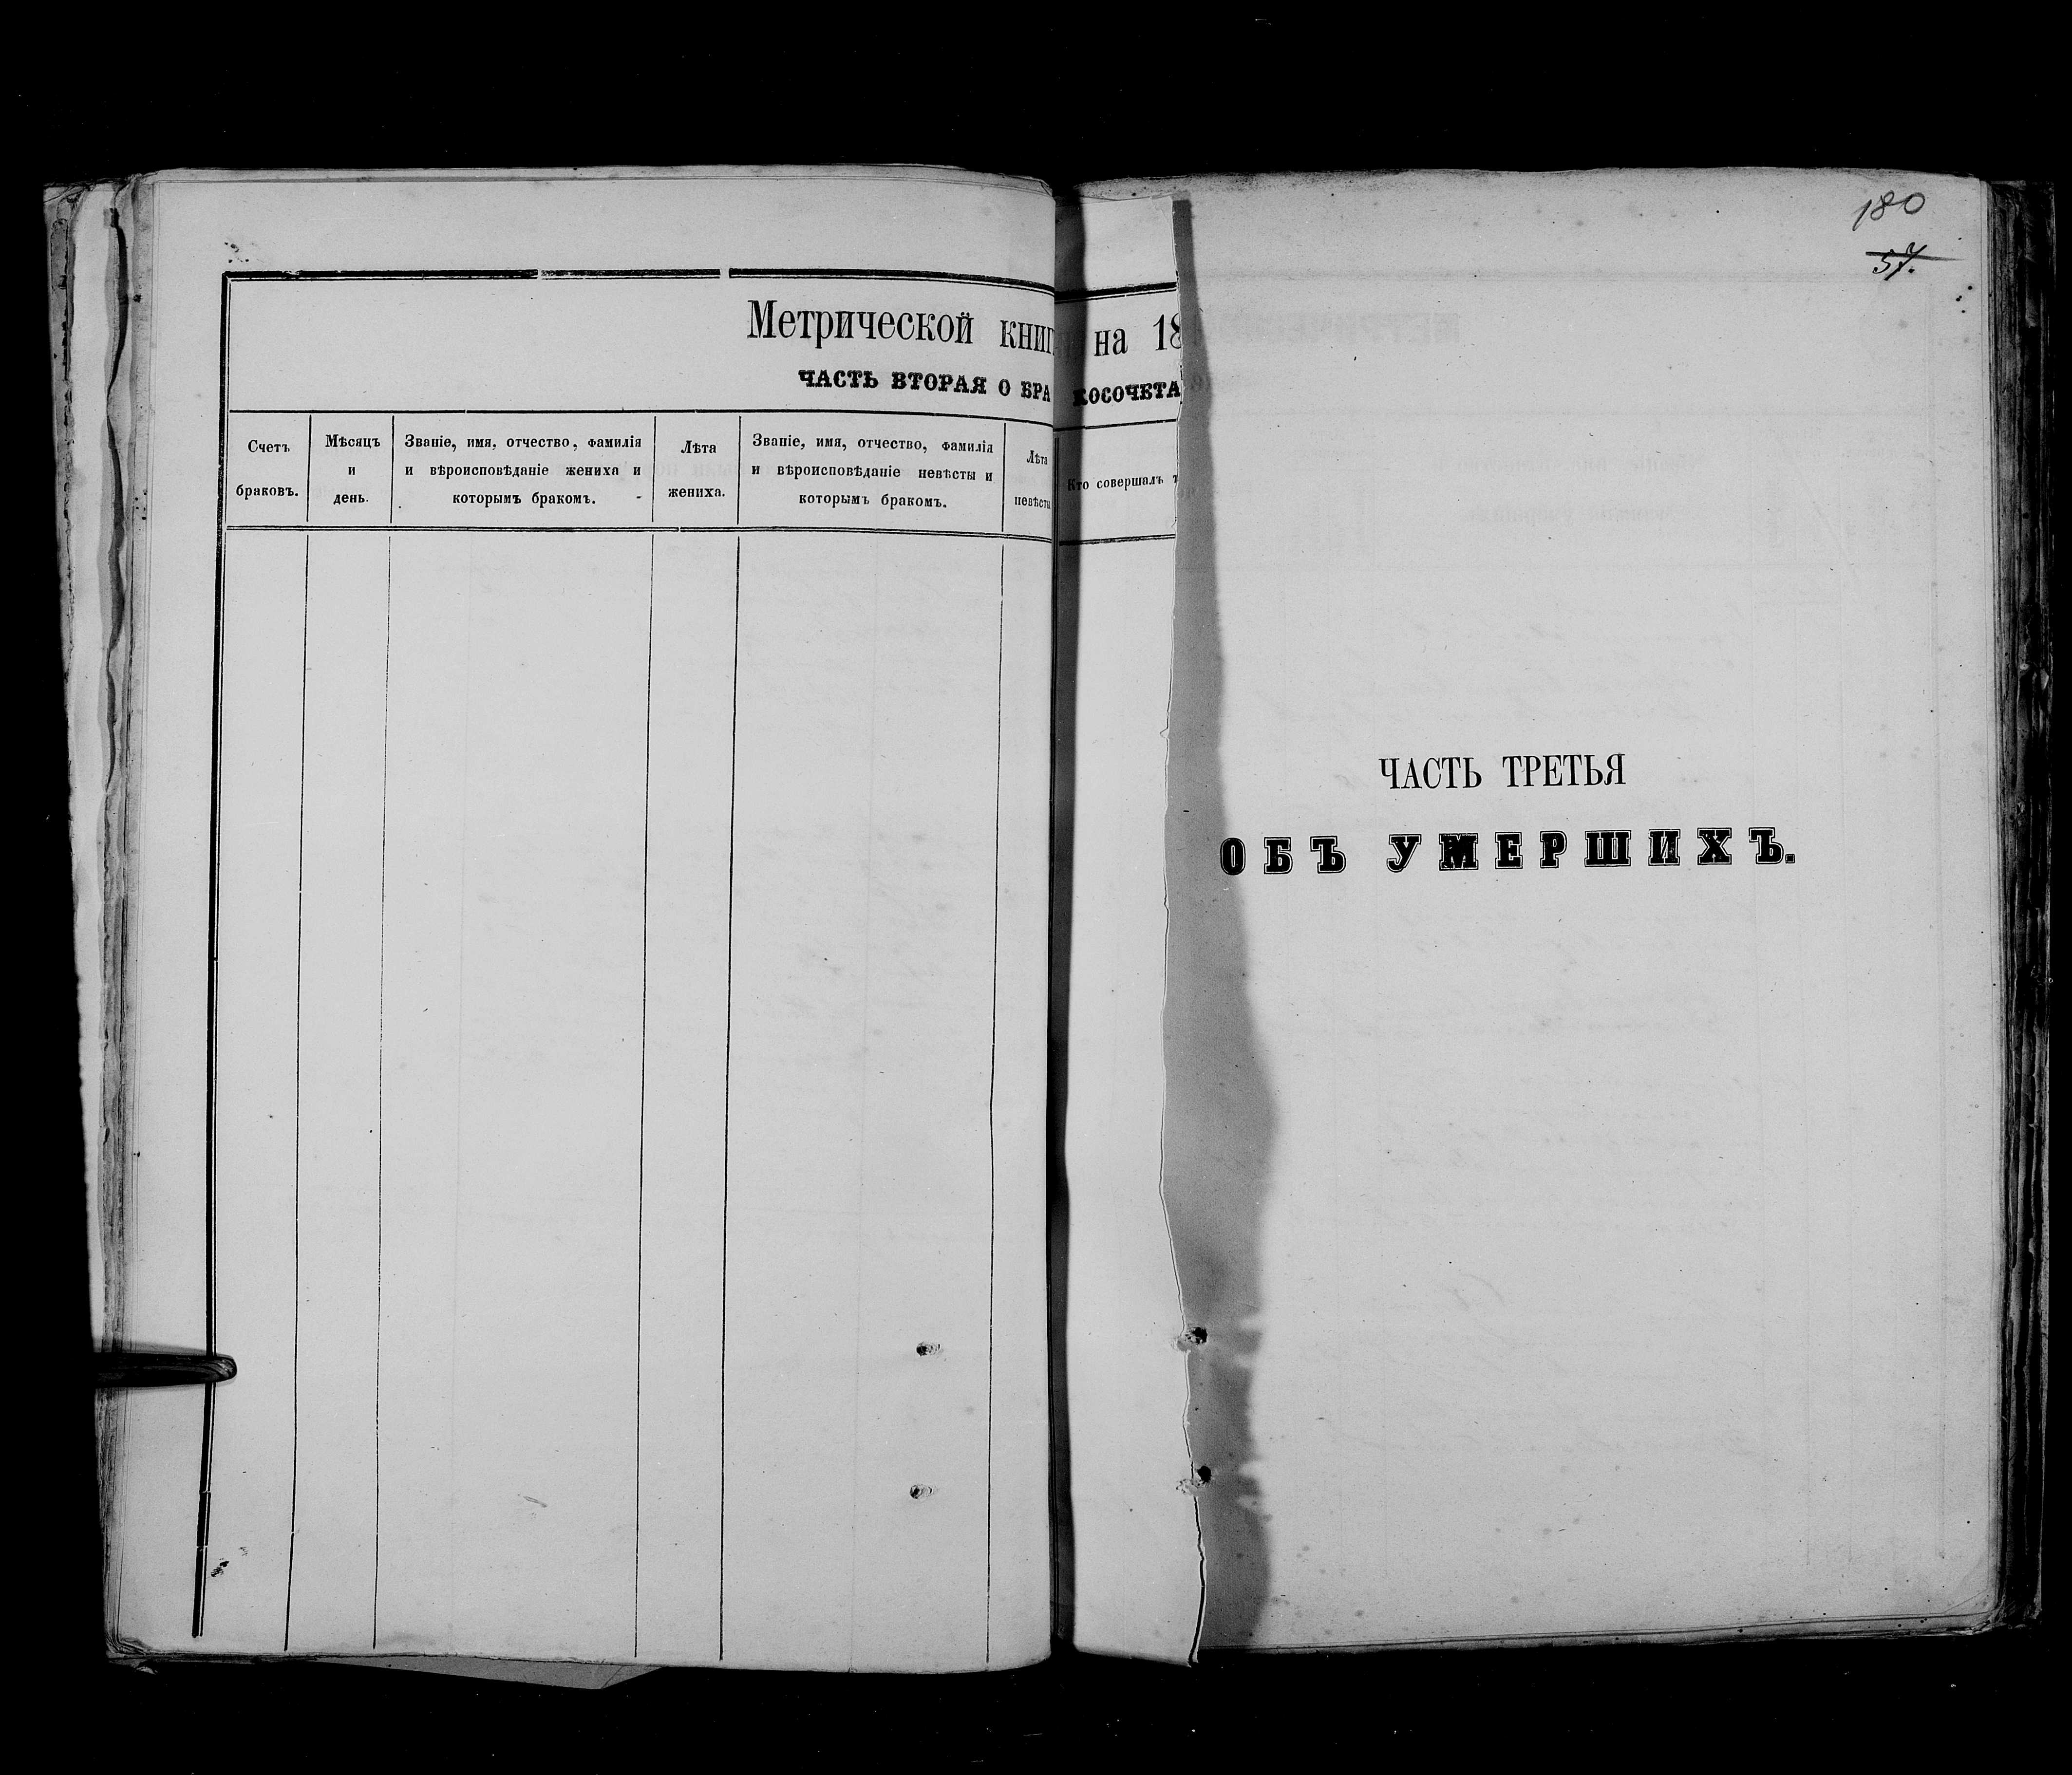 180
57.
Метрической книг на 18
ЧАСТЬ ВТОРАЯ О БРА КОСОЧЕТА
Счетъ браковъ.
Мѣсяцъ и день.
Званіе, имя, отчество, фамилія
и вѣроисповѣданіе жениха и
которымъ бракомъ.
Лѣта
жениха.
Званіе, имя, отчество, фамилія
и вѣроисповѣданіе невѣсты и
которымъ бракомъ.
Лѣта
невѣсты
Кто совершалъ т
ЧАСТЬ ТРЕТЬЯ
ОБЪ УМЕРШИХЪ.